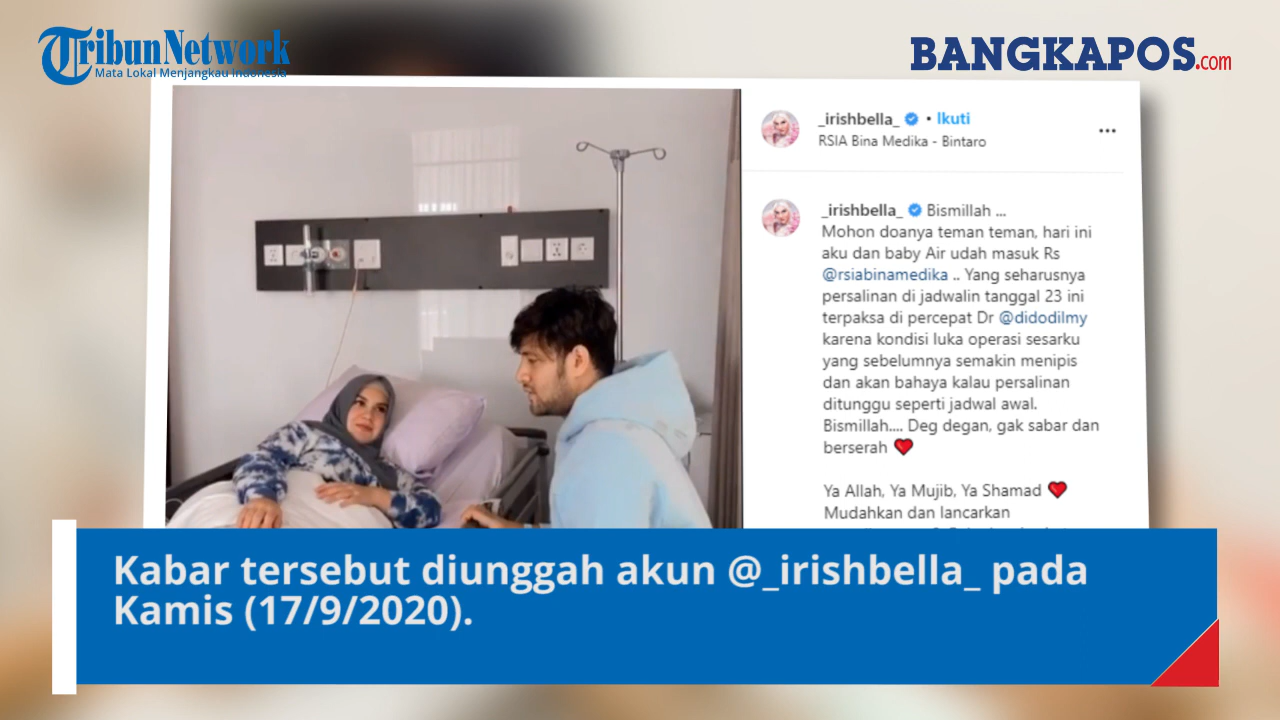 Tribun Network
Mata Lokal Menjangkau Indonesia
BANGKAPOS.com
_irishbella_ • Ikuti
RSIA Bina Medika - Bintaro
_irishbella_ Bismillah ...
Mohon doanya teman teman, hari ini
aku dan baby Air udah masuk Rs
@rsiabinamedika .. Yang seharusnya
persalinan di jadwalin tanggal 23 ini
terpaksa di percepat Dr @didodilmy
karena kondisi luka operasi sesarku
yang sebelumnya semakin menipis
dan akan bahaya kalau persalinan
ditunggu seperti jadwal awal.
Bismillah.... Deg degan, gak sabar dan
berserah ❤
Ya Allah, Ya Mujib, Ya Shamad ❤
Mudahkan dan lancarkan
Kabar tersebut diunggah akun @_irishbella_ pada
Kamis (17/9/2020).